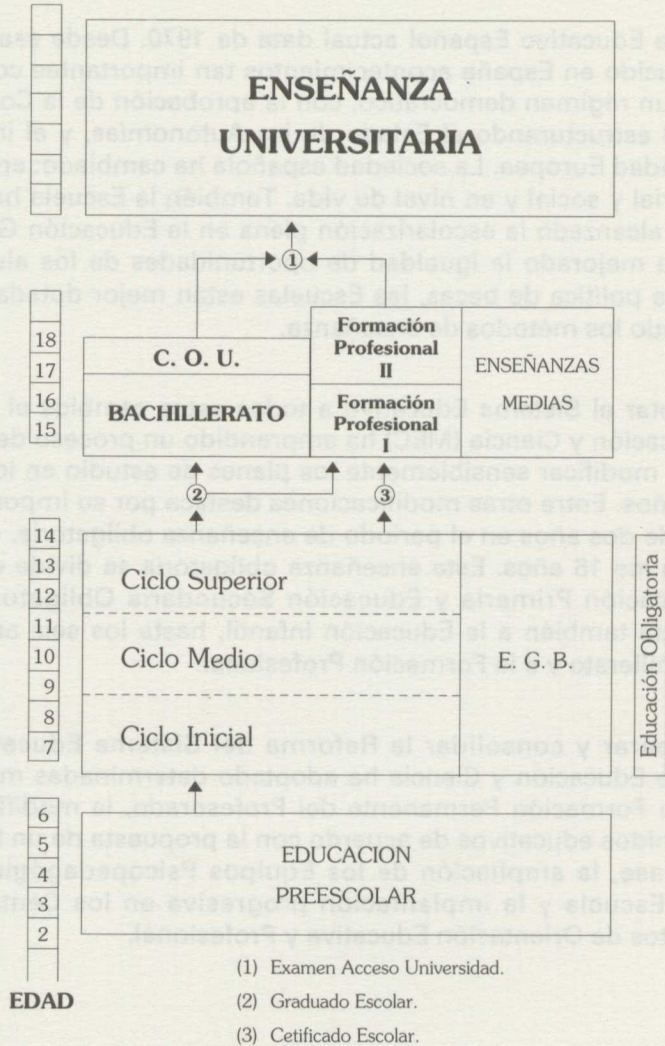 ENSEÑANZA
UNIVERSITARIA
1
18
17
16
15
C. O. U.
BACHILLERATO
Formación
Profesional
II
Formación
Profesional
I
ENSEÑANZAS
MEDIAS
2
3
14
13
12
11
10
9
8
7
Ciclo Superior
Ciclo Medio
Ciclo Inicial
E. G. B.
Educación Obligatoria
6
5
4
3
2
EDUCACION
PREESCOLAR
EDAD
(1) Examen Acceso Universidad.
(2) Graduado Escolar.
(3) Cetificado Escolar.